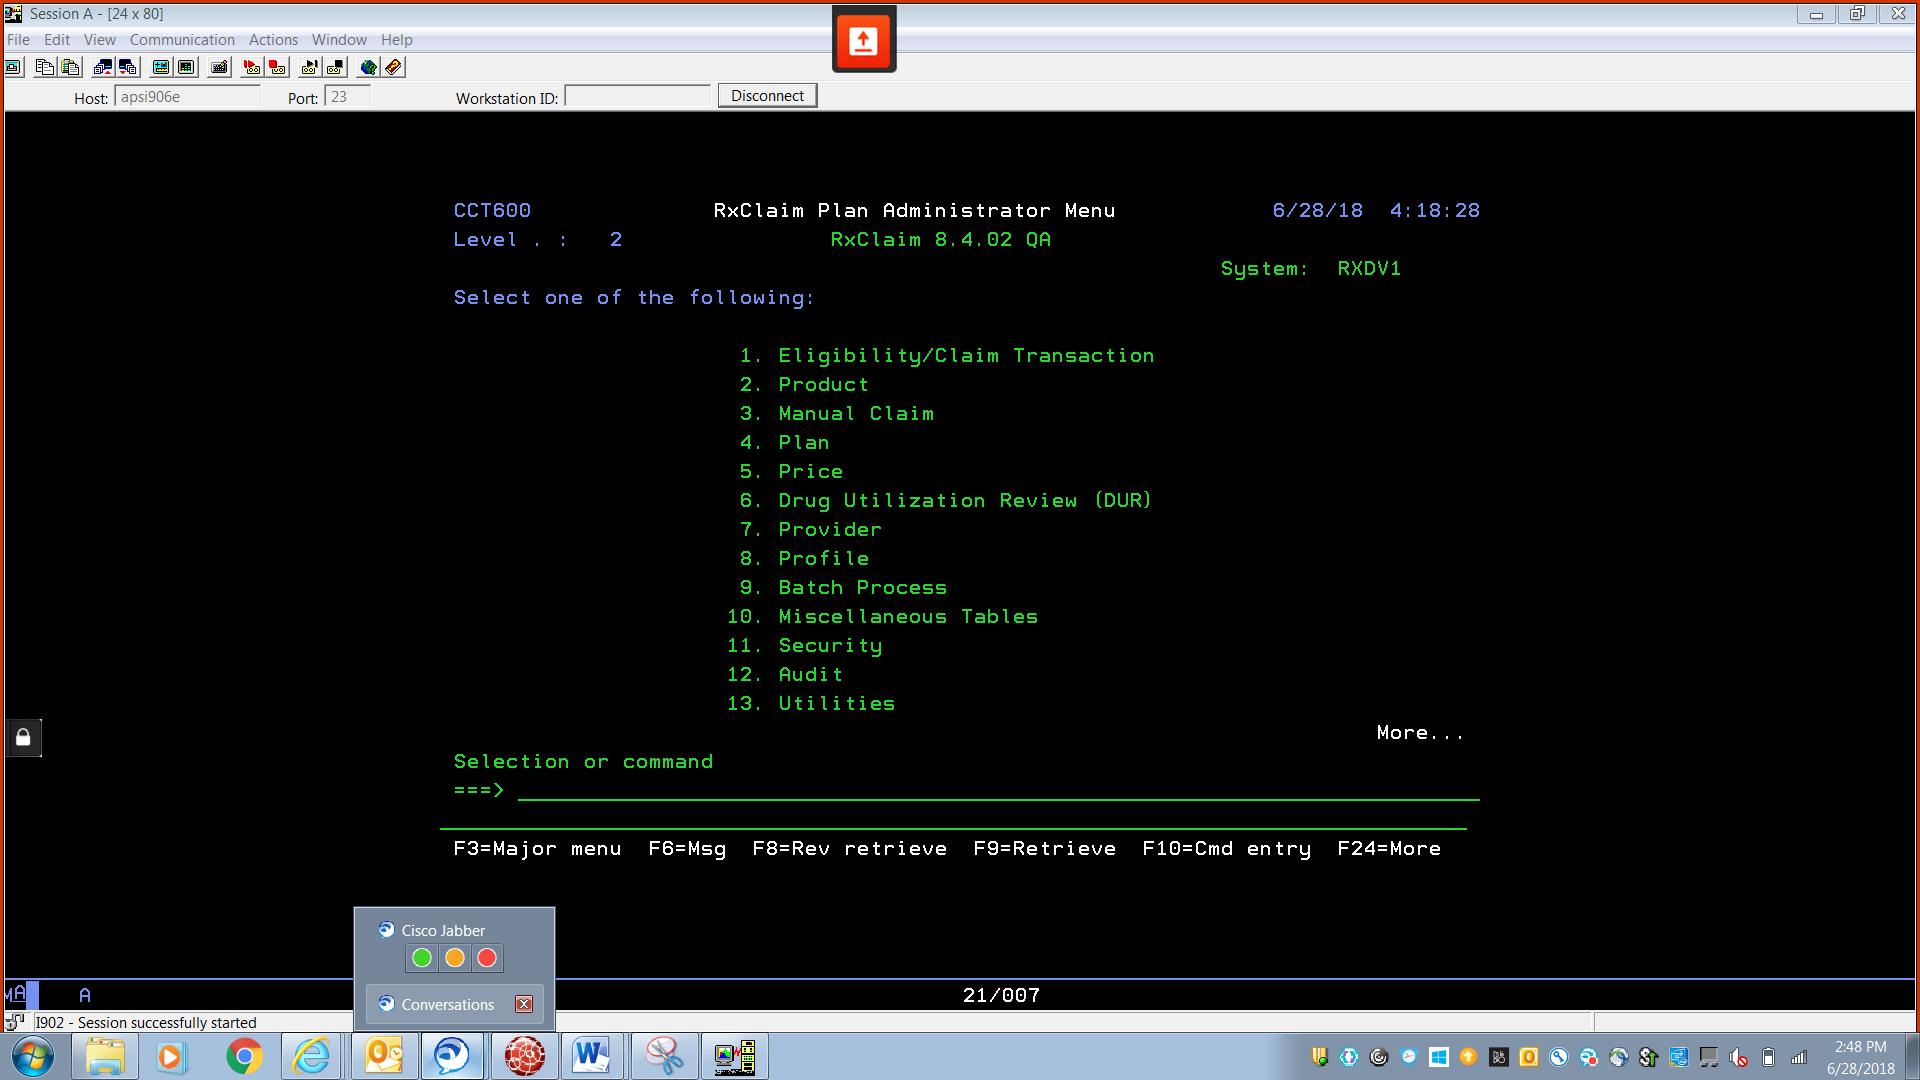 Session A - [24 x 80]
File Edit View Communication Actions Window Help
Host: apsi906e Port: 23 Workstation ID: Disconnect
CCT600 RxClaim Plan Administrator Menu 6/28/18 4:18:28
Level . : 2 RxClaim 8.4.02 QA
System: RXDV1
Select one of the following:
1. Eligibility/Claim Transaction
2. Product
3. Manual Claim
4. Plan
5. Price
6. Drug Utilization Review (DUR)
7. Provider
8. Profile
9. Batch Process
10. Miscellaneous Tables
11. Security
12. Audit
13. Utilities
More...
Selection or command
===>
F3=Major menu F6=Msg F8=Rev retrieve F9=Retrieve F10=Cmd entry F24=More
Cisco Jabber
Conversations
MA A 21/007
I902 - Session successfully started
2:48 PM
6/28/2018